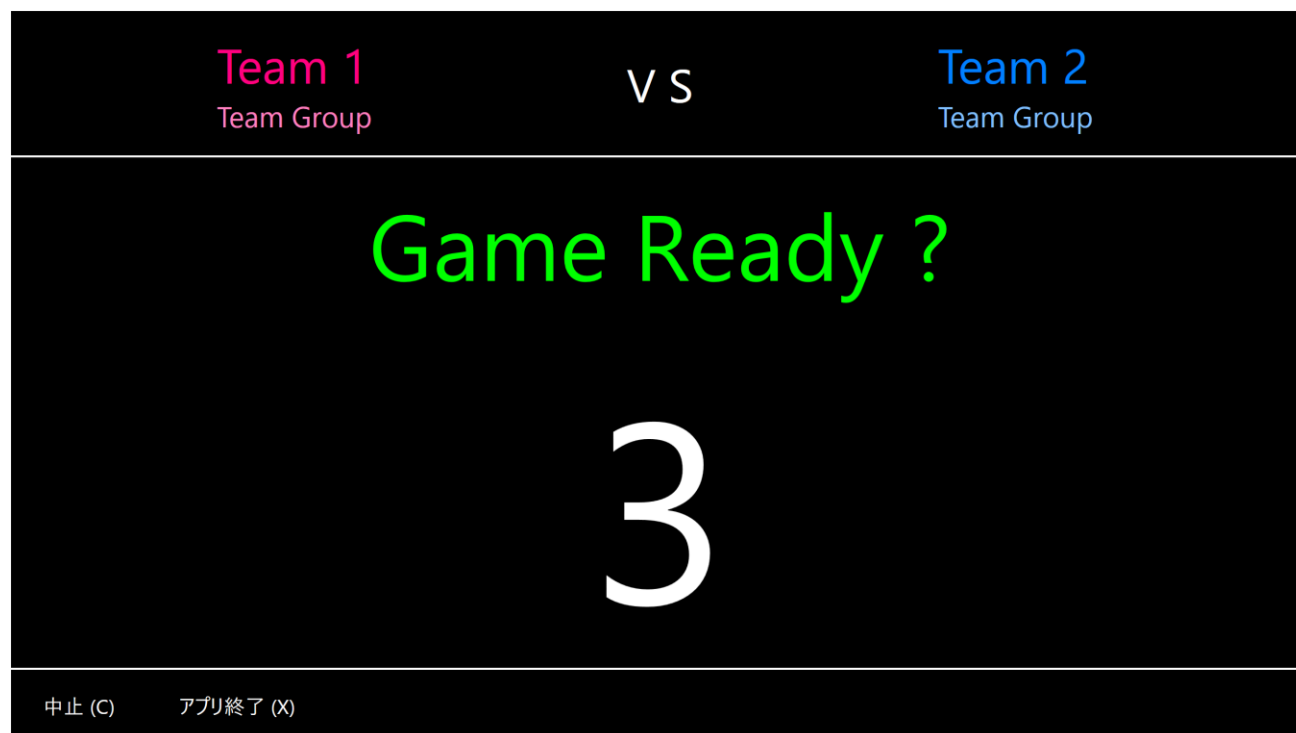 Team 1
Team Group
V S
Team 2
Team Group
Game Ready ?
3
中止 (C)
アプリ終了 (X)